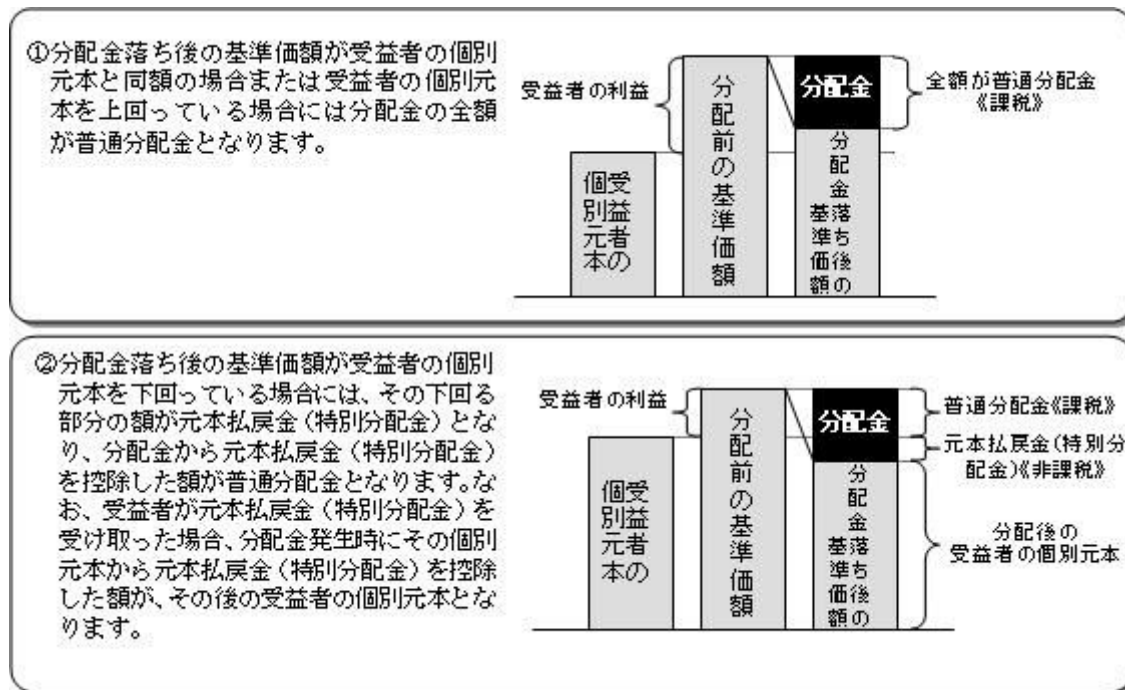 ①分配金落ち後の基準価額が受益者の個別
元本と同額の場合または受益者の個別元
本を上回っている場合には分配金の全額
が普通分配金となります。
受益者の利益
受益者の
個別元本
分配前の基準価額
分配金
分配金落ち後の
基準価額
全額が普通分配金
《課税》
②分配金落ち後の基準価額が受益者の個別
元本を下回っている場合には、その下回る
部分の額が元本払戻金(特別分配金)とな
り、分配金から元本払戻金(特別分配金)
を控除した額が普通分配金となります。な
お、受益者が元本払戻金(特別分配金)を
受け取った場合、分配金発生時にその個別
元本から元本払戻金(特別分配金)を控除
した額が、その後の受益者の個別元本とな
ります。
受益者の利益
受益者の
個別元本
分配前の基準価額
分配金
分配金落ち後の
基準価額
普通分配金《課税》
元本払戻金(特別分
配金)《非課税》
分配後の
受益者の個別元本